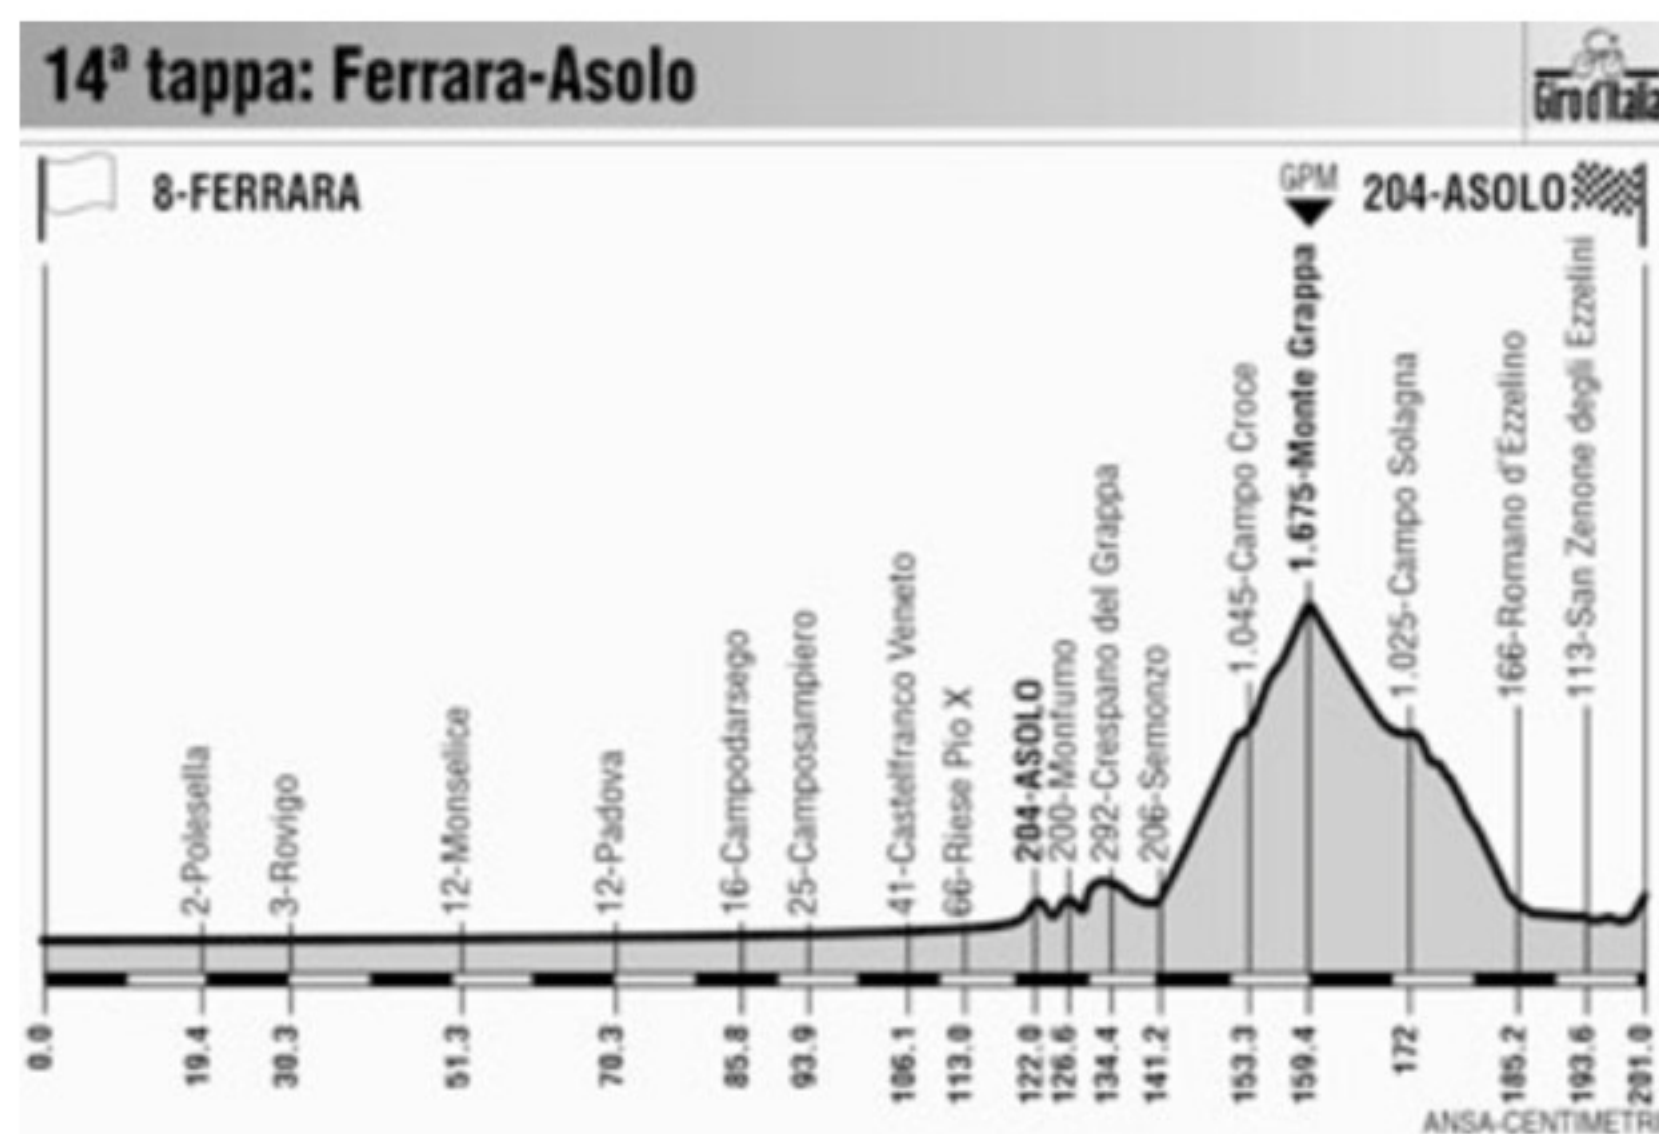 14ª tappa: Ferrara-Asolo
Giro d'Italia
8-FERRARA
GPM
204-ASOLO
2-Polesella
3-Rovigo
12-Monselice
12-Padova
16-Campodarsego
25-Camposampiero
41-Castelfranco Veneto
66-Riese Pio X
204-ASOLO
200-Monfumo
292-Crespano del Grappa
206-Semonzo
1.045-Campo Croce
1.675-Monte Grappa
1.025-Campo Solagna
166-Romano d'Ezzelino
113-San Zenone degli Ezzelini
0.0
19.4
30.3
51.3
70.3
85.8
93.9
106.1
113.0
122.0
126.6
134.4
141.2
153.3
159.4
172
185.2
193.6
201.0
ANSA-CENTIMETRI